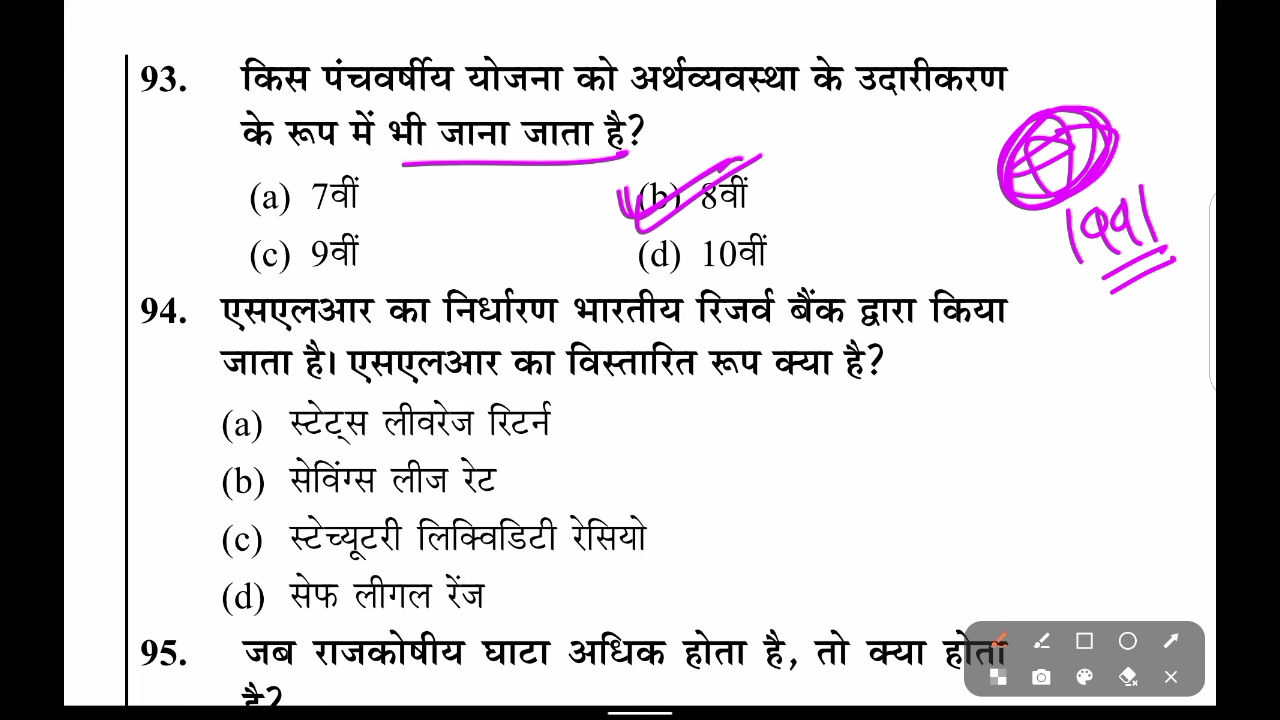 93. किस पंचवर्षीय योजना को अर्थव्यवस्था के उदारीकरण
के रूप में भी जाना जाता है?
(a) 7वीं (b) 8वीं
(c) 9वीं (d) 10वीं
1991
94. एसएलआर का निर्धारण भारतीय रिजर्व बैंक द्वारा किया
जाता है। एसएलआर का विस्तारित रूप क्या है?
(a) स्टेट्स लीवरेज रिटर्न
(b) सेविंग्स लीज रेट
(c) स्टेच्यूटरी लिक्विडिटी रेसियो
(d) सेफ लीगल रेंज
95. जब राजकोषीय घाटा अधिक होता है, तो क्या होता
है?